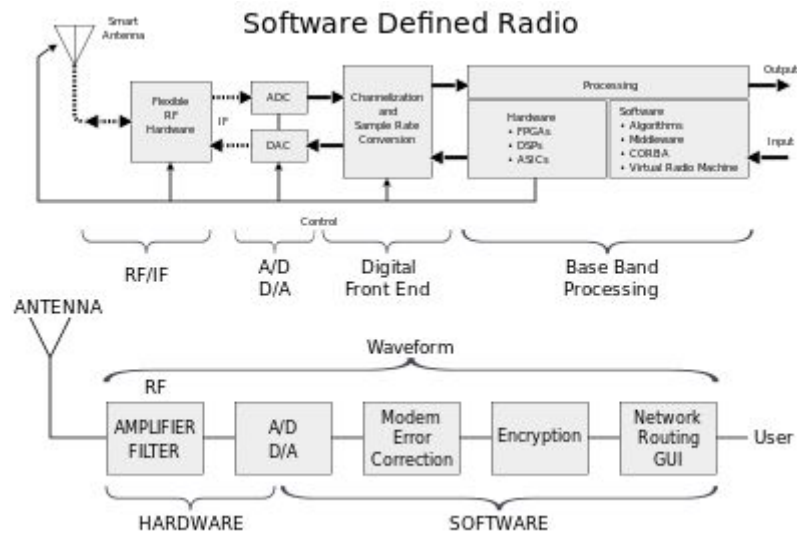 Software Defined Radio
Smart
Antenna
Flexible
RF
Hardware
IF
ADC
DAC
Channelization
and
Sample Rate
Conversion
Processing
Hardware
• FPGAs
• DSPs
• ASICs
Software
• Algorithms
• Middleware
• CORBA
• Virtual Radio Machine
Output
Input
Control
RF/IF
A/D
D/A
Digital
Front End
Base Band
Processing
ANTENNA
Waveform
RF
AMPLIFIER
FILTER
A/D
D/A
Modem
Error
Correction
Encryption
Network
Routing
GUI
User
HARDWARE
SOFTWARE